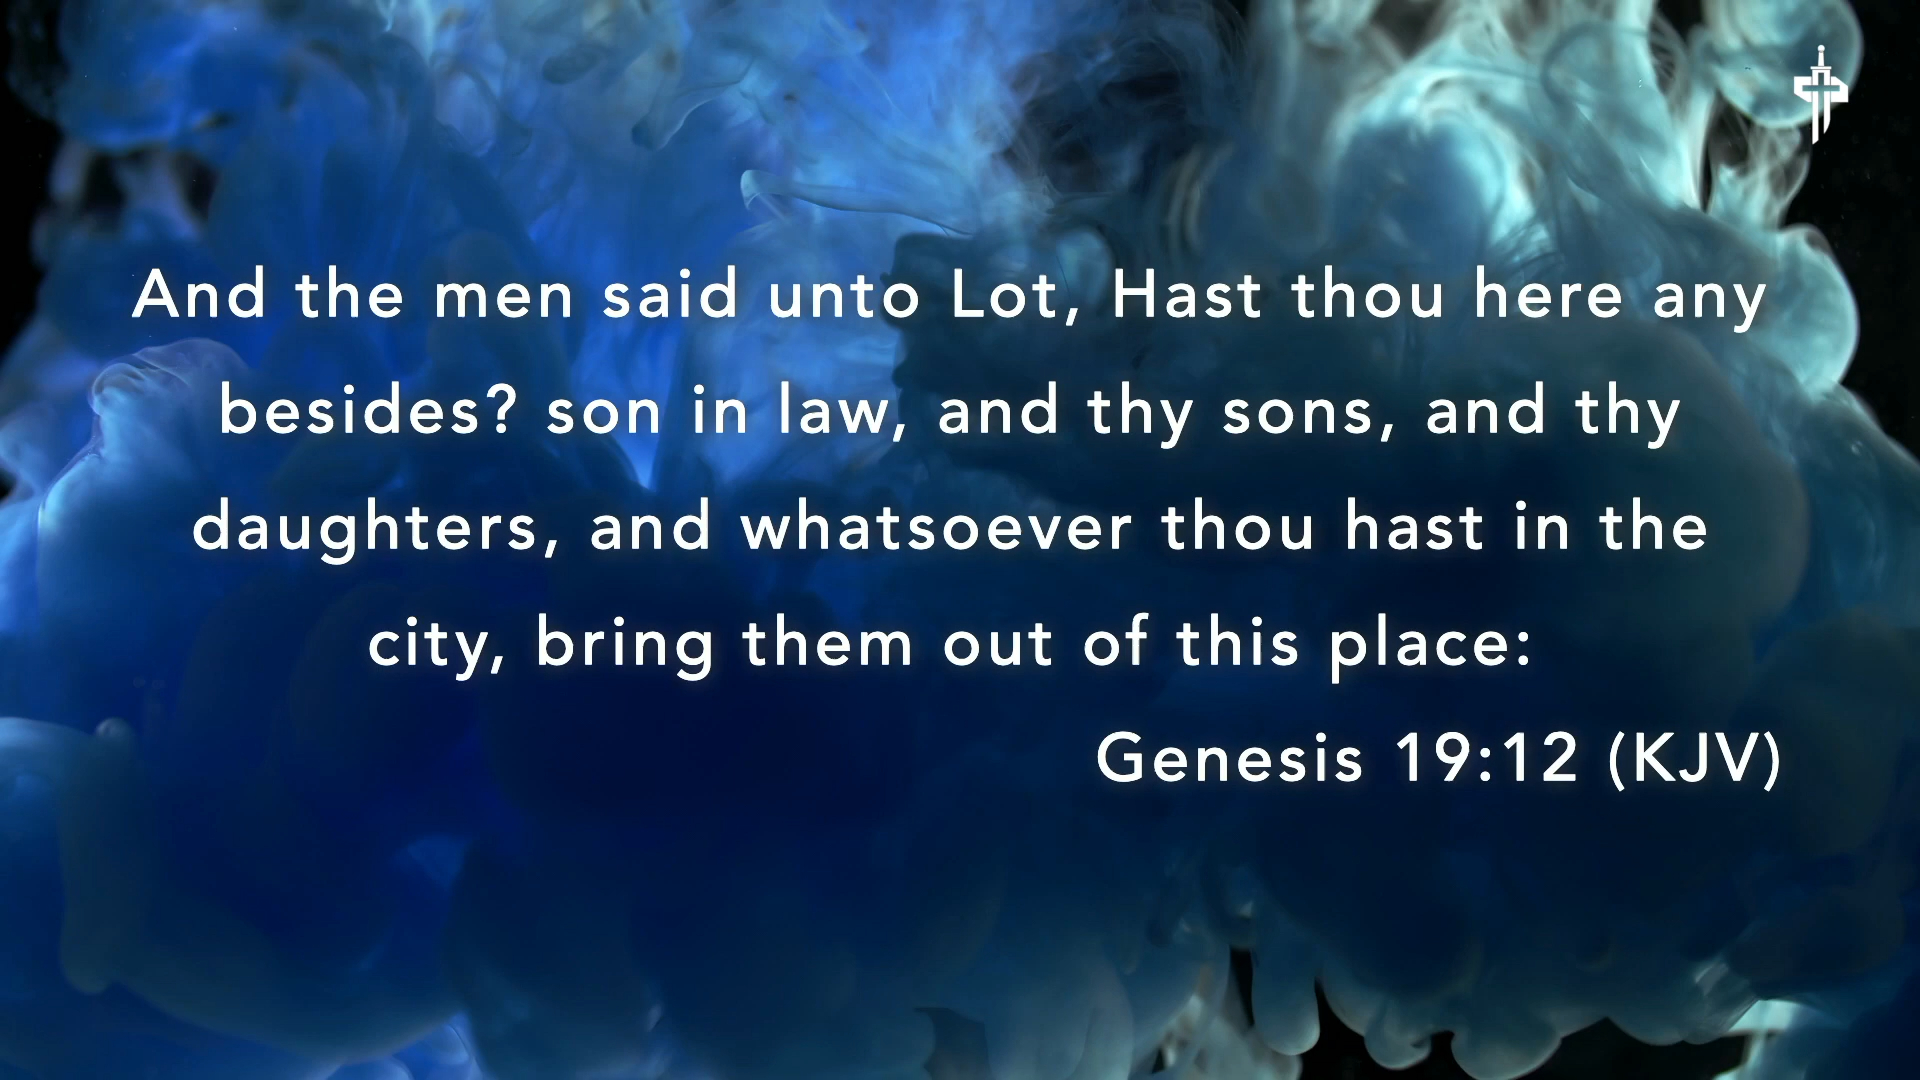 And the men said unto Lot, Hast thou here any
besides? son in law, and thy sons, and thy
daughters, and whatsoever thou hast in the
city, bring them out of this place:
Genesis 19:12 (KJV)